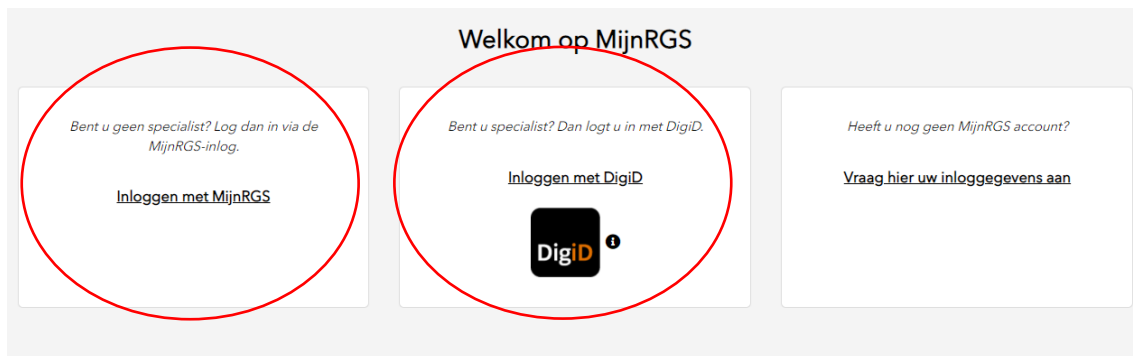 Welkom op MijnRGS
Bent u geen specialist? Log dan in via de
MijnRGS-inlog.
Inloggen met MijnRGS
Bent u specialist? Dan logt u in met DigiD.
Inloggen met DigiD
DigiD
i
Heeft u nog geen MijnRGS account?
Vraag hier uw inloggegevens aan